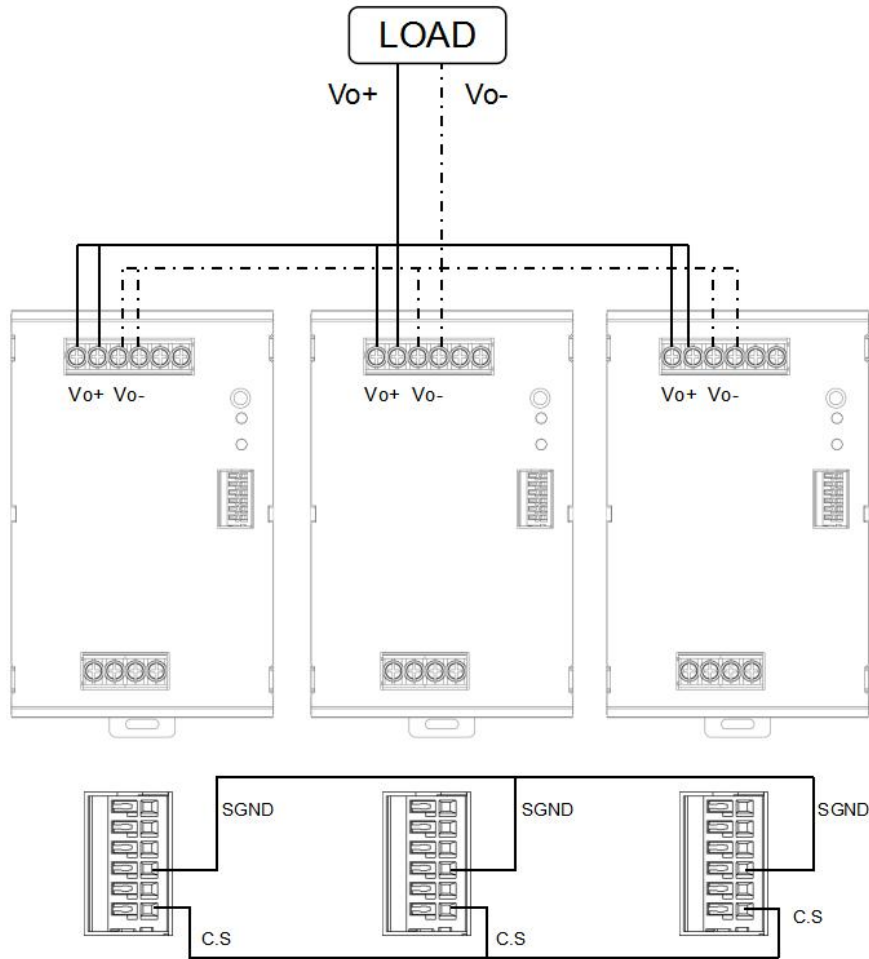 LOAD
Vo+ Vo-
Vo+ Vo- Vo+ Vo- Vo+ Vo-
SGND SGND SGND
C.S C.S C.S